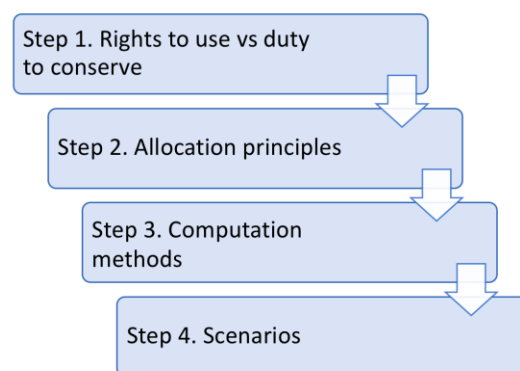 Step 1. Rights to use vs duty
to conserve
Step 2. Allocation principles
Step 3. Computation
methods
Step 4. Scenarios